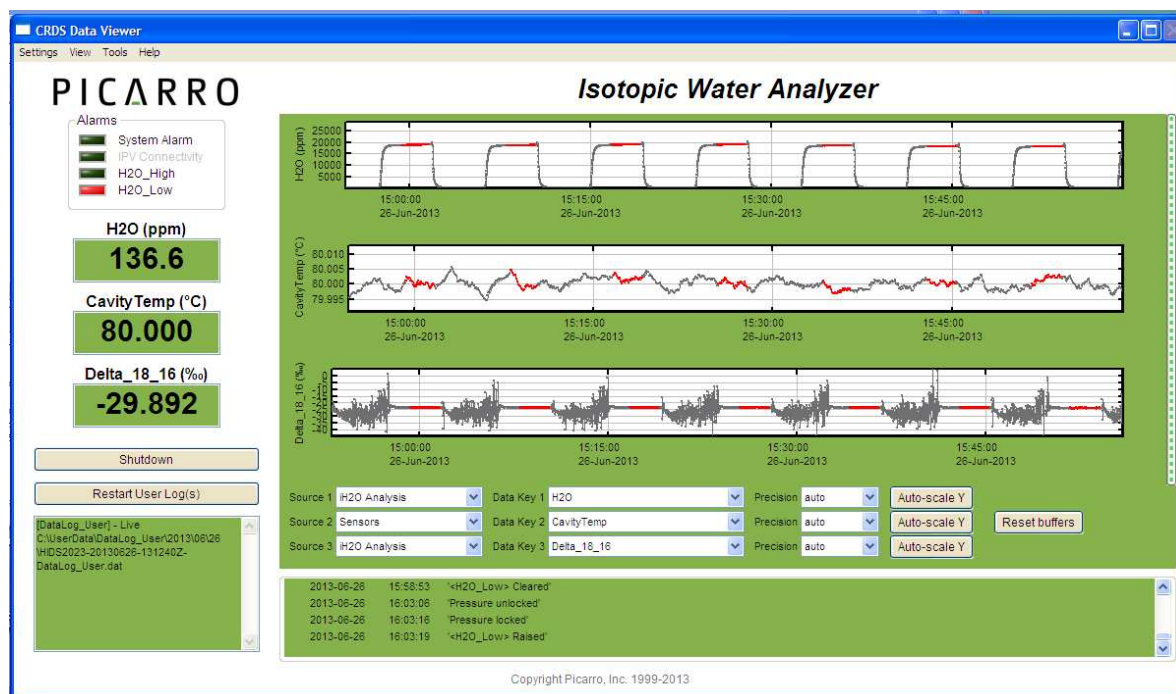 CRDS Data Viewer
Settings View Tools Help
PICARRO
Isotopic Water Analyzer
Alarms
System Alarm
IPV Connectivity
H2O_High
H2O_Low
H2O (ppm)
136.6
CavityTemp (°C)
80.000
Delta_18_16 (‰)
-29.892
Shutdown
Restart User Log(s)
[DataLog_User] - Live
C:\UserData\DataLog_User\2013\06\26
\HIDS2023-20130626-131240Z-
DataLog_User.dat
H2O (ppm)
25000
20000
15000
10000
5000
15:00:00 15:15:00 15:30:00 15:45:00
26-Jun-2013 26-Jun-2013 26-Jun-2013 26-Jun-2013
CavityTemp (°C)
80.010
80.005
80.000
79.995
15:00:00 15:15:00 15:30:00 15:45:00
26-Jun-2013 26-Jun-2013 26-Jun-2013 26-Jun-2013
Delta_18_16 (‰)
15:00:00 15:15:00 15:30:00 15:45:00
26-Jun-2013 26-Jun-2013 26-Jun-2013 26-Jun-2013
Source 1 iH2O Analysis Data Key 1 H2O Precision auto Auto-scale Y
Source 2 Sensors Data Key 2 CavityTemp Precision auto Auto-scale Y Reset buffers
Source 3 iH2O Analysis Data Key 3 Delta_18_16 Precision auto Auto-scale Y
2013-06-26 15:58:53 '<H2O_Low> Cleared'
2013-06-26 16:03:06 'Pressure unlocked'
2013-06-26 16:03:16 'Pressure locked'
2013-06-26 16:03:19 '<H2O_Low> Raised'
Copyright Picarro, Inc. 1999-2013